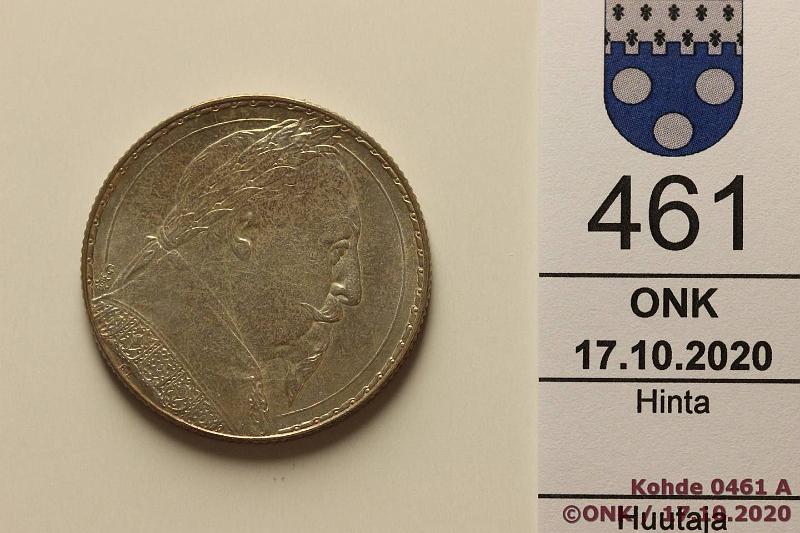 461
ONK
17.10.2020
Hinta
Kohde 0461 A
©ONK / 17.10.2020
Huutaja